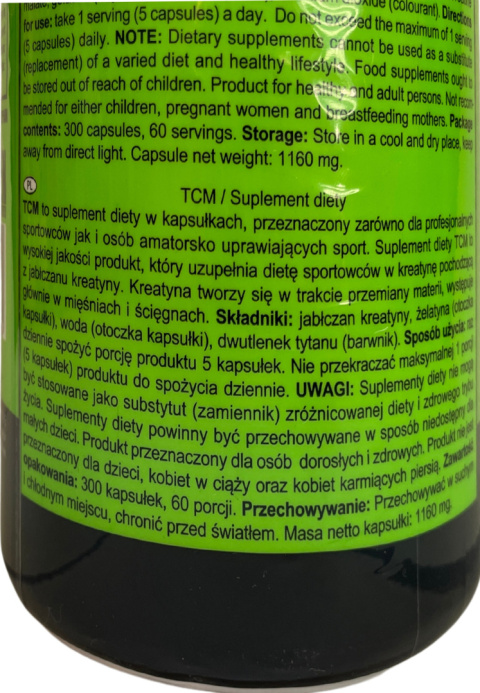 oxide (colourant). Directions
for use: take 1 serving (5 capsules) a day. Do not exceed the maximum of 1 serving
(5 capsules) daily. NOTE: Dietary supplements cannot be used as a substitute
(replacement) of a varied diet and healthy lifestyle. Food supplements ought to
be stored out of reach of children. Product for healthy and adult persons. Not recom-
mended for either children, pregnant women and breastfeeding mothers. Package
contents: 300 capsules, 60 servings. Storage: Store in a cool and dry place, keep
away from direct light. Capsule net weight: 1160 mg.
PL
TCM / Suplement diety
TCM to suplement diety w kapsułkach, przeznaczony zarówno dla profesjonalnych
sportowców jak i osób amatorsko uprawiających sport. Suplement diety TCM to
wysokiej jakości produkt, który uzupełnia dietę sportowców w kreatynę pochodzącą
z jabłczanu kreatyny. Kreatyna tworzy się w trakcie przemiany materii, występuje
głównie w mięśniach i ścięgnach. Składniki: jabłczan kreatyny, żelatyna (otoczka
kapsułki), woda (otoczka kapsułki), dwutlenek tytanu (barwnik). Sposób użycia: raz
dziennie spożyć porcję produktu 5 kapsułek. Nie przekraczać maksymalnej 1 porcji
(5 kapsułek) produktu do spożycia dziennie. UWAGI: Suplementy diety nie mogą
być stosowane jako substytut (zamiennik) zróżnicowanej diety i zdrowego trybu
życia. Suplementy diety powinny być przechowywane w sposób niedostępny dla
małych dzieci. Produkt przeznaczony dla osób dorosłych i zdrowych. Produkt nie jest
przeznaczony dla dzieci, kobiet w ciąży oraz kobiet karmiących piersią. Zawartość
opakowania: 300 kapsułek, 60 porcji. Przechowywanie: Przechowywać w suchym
i chłodnym miejscu, chronić przed światłem. Masa netto kapsułki: 1160 mg.